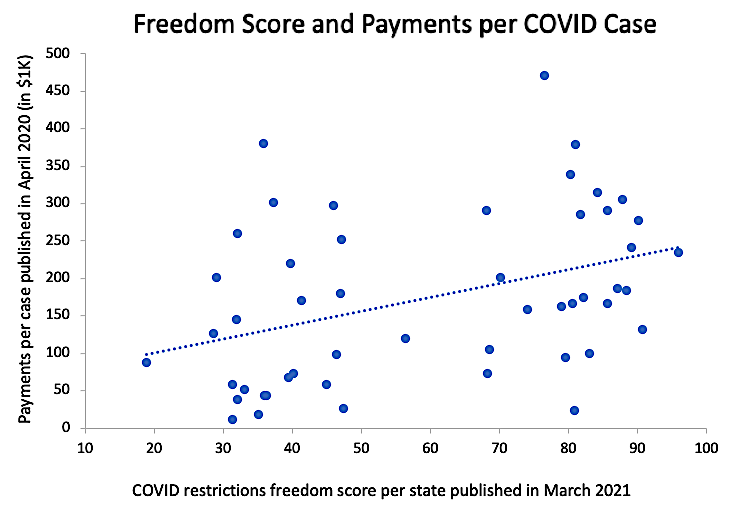 Freedom Score and Payments per COVID Case
Payments per case published in April 2020 (in $1K)
500
450
400
350
300
250
200
150
100
50
0
10 20 30 40 50 60 70 80 90 100
COVID restrictions freedom score per state published in March 2021